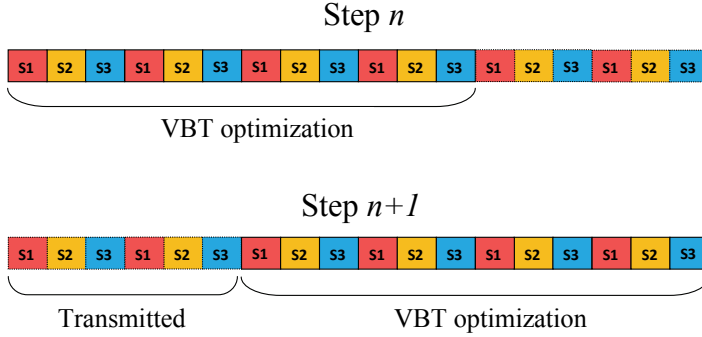 Step n
S1 S2 S3 S1 S2 S3 S1 S2 S3 S1 S2 S3 S1 S2 S3 S1 S2 S3
VBT optimization
Step n+1
S1 S2 S3 S1 S2 S3 S1 S2 S3 S1 S2 S3 S1 S2 S3 S1 S2 S3
Transmitted VBT optimization